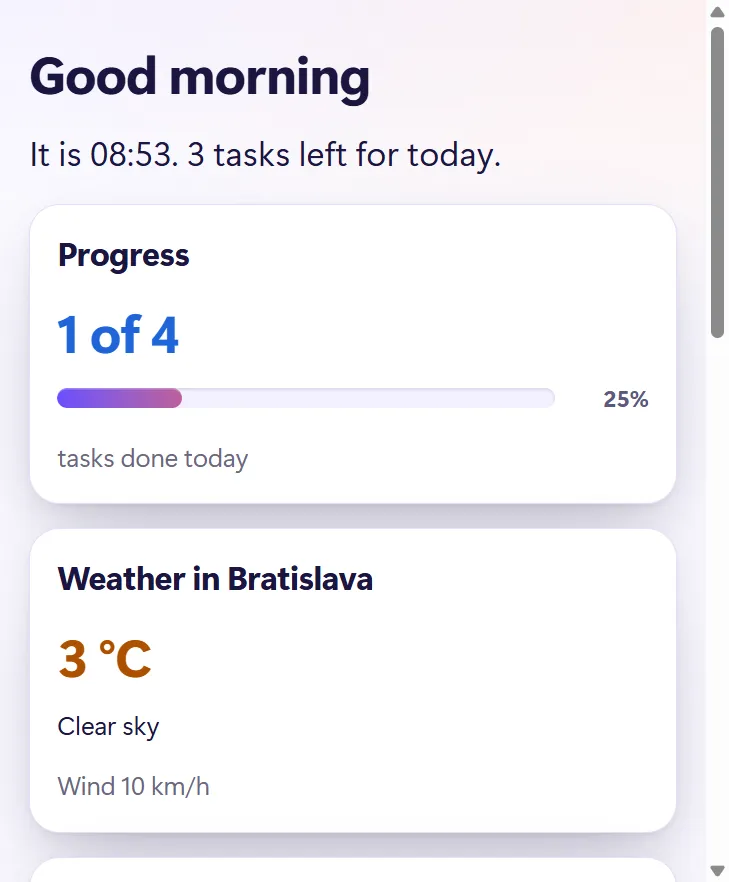 Good morning
It is 08:53. 3 tasks left for today.
Progress
1 of 4
25%
tasks done today
Weather in Bratislava
3 °C
Clear sky
Wind 10 km/h